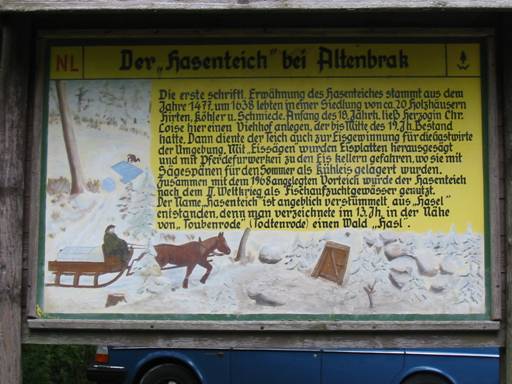 NL
Der „Hasenteich" bei Altenbrak
Die erste schriftl. Erwähnung des Hasenteiches stammt aus dem
Jahre 1477, um 1638 lebten in einer Siedlung von ca. 20 Holzhäusern
Hirten, Köhler u. Schmiede. Anfang des 18. Jahrh. ließ Herzogin Chr.
Loise hier einen Viehhof anlegen, der bis Mitte des 19. Jh. Bestand
hatte. Dann diente der Teich auch zur Eisgewinnung für die Gastwirte
der Umgebung. Mit Eissägen wurden Eisplatten herausgesägt
und mit Pferdefurwerken zu den Eiskellern gefahren, wo sie mit
Sägespänen für den Sommer als Kühleis gelagert wurden.
Zusammen mit dem 1968 angelegten Vorteich wurde der Hasenteich
nach dem II. Weltkrieg als Fischaufzuchtgewässer genutzt.
Der Name „Hasenteich" ist angeblich verstümmelt aus „Hasel"
entstanden, denn man verzeichnete im 13. Jh. in der Nähe
von „Toubenrode" (Todtenrode) einen Wald „Hasl".